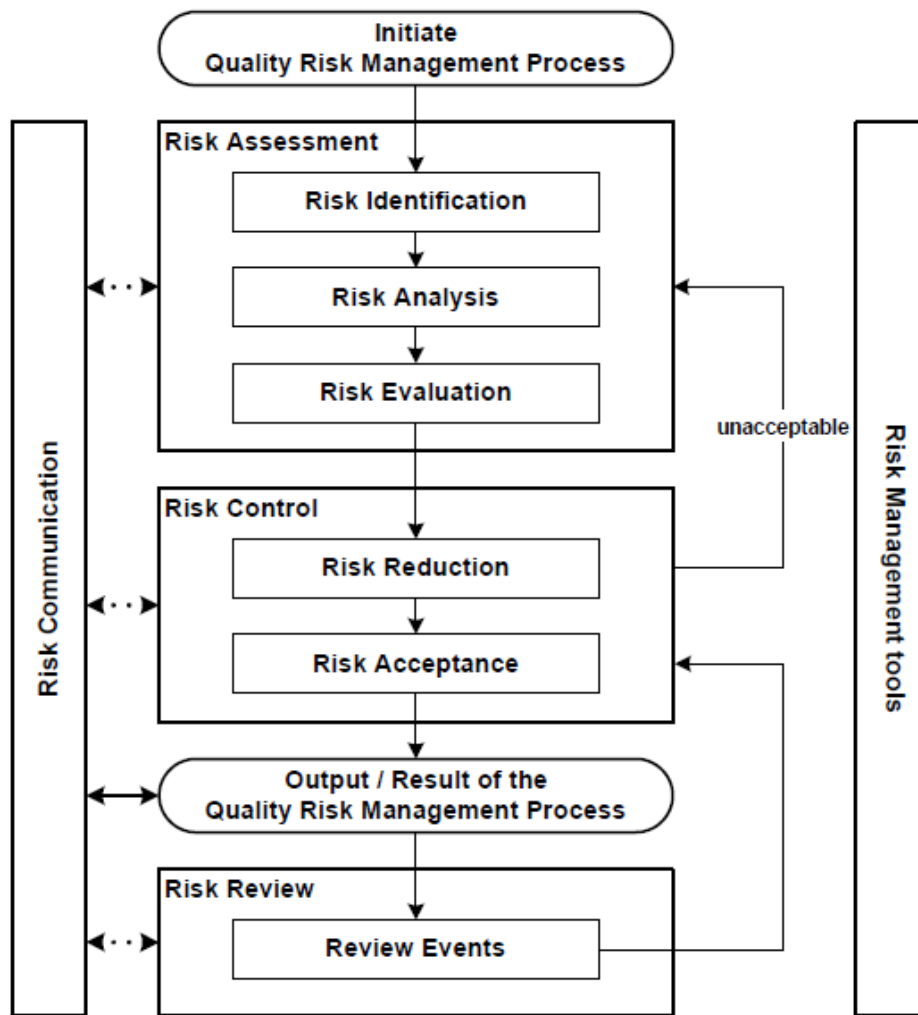 Initiate
Quality Risk Management Process
Risk Assessment
Risk Identification
Risk Analysis
Risk Evaluation
unacceptable
Risk Communication
Risk Management tools
Risk Control
Risk Reduction
Risk Acceptance
Output / Result of the
Quality Risk Management Process
Risk Review
Review Events